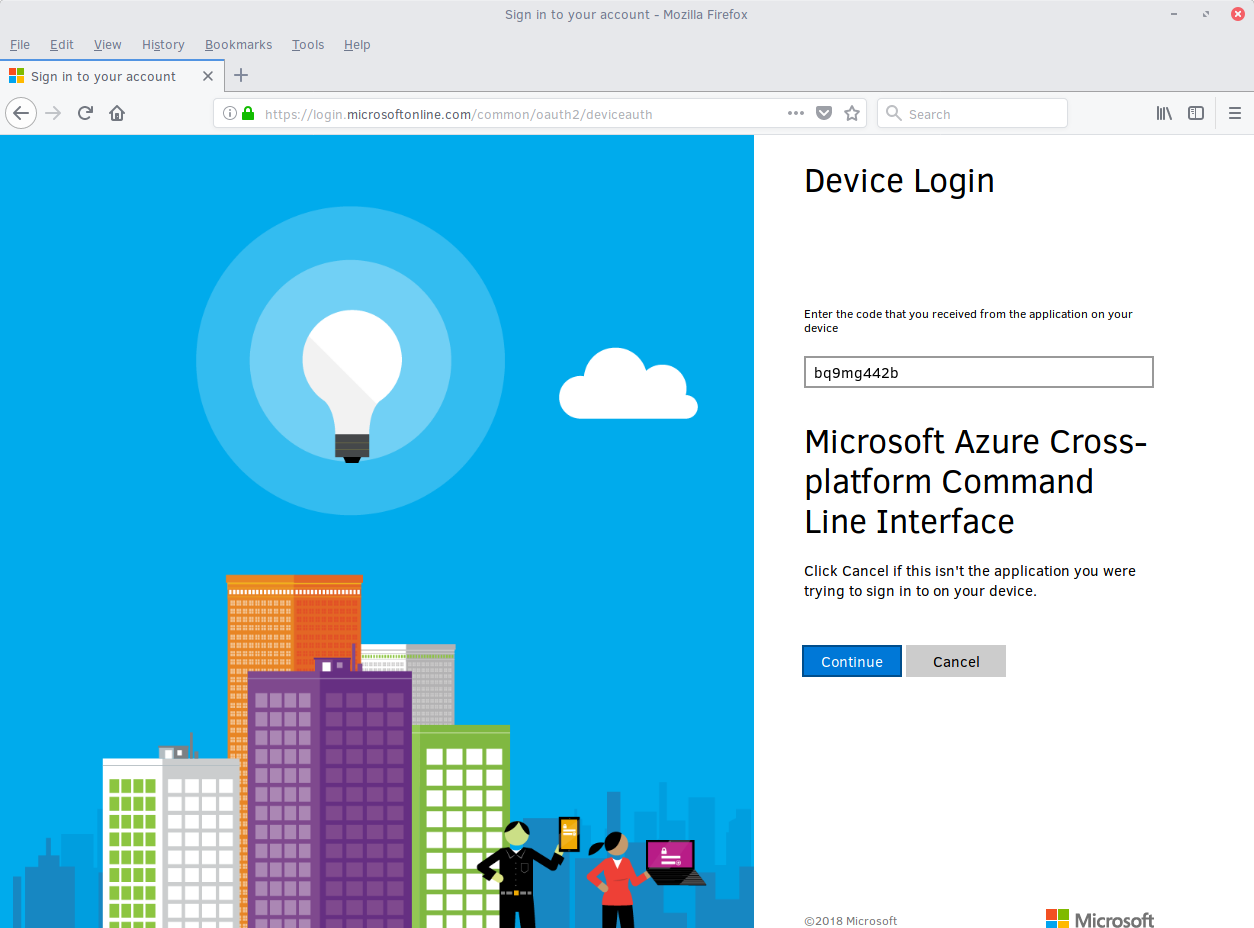 Sign in to your account - Mozilla Firefox
File Edit View History Bookmarks Tools Help
Sign in to your account
https://login.microsoftonline.com/common/oauth2/deviceauth
Search
Device Login
Enter the code that you received from the application on your
device
bq9mg442b
Microsoft Azure Cross-
platform Command
Line Interface
Click Cancel if this isn't the application you were
trying to sign in to on your device.
Continue Cancel
©2018 Microsoft
Microsoft